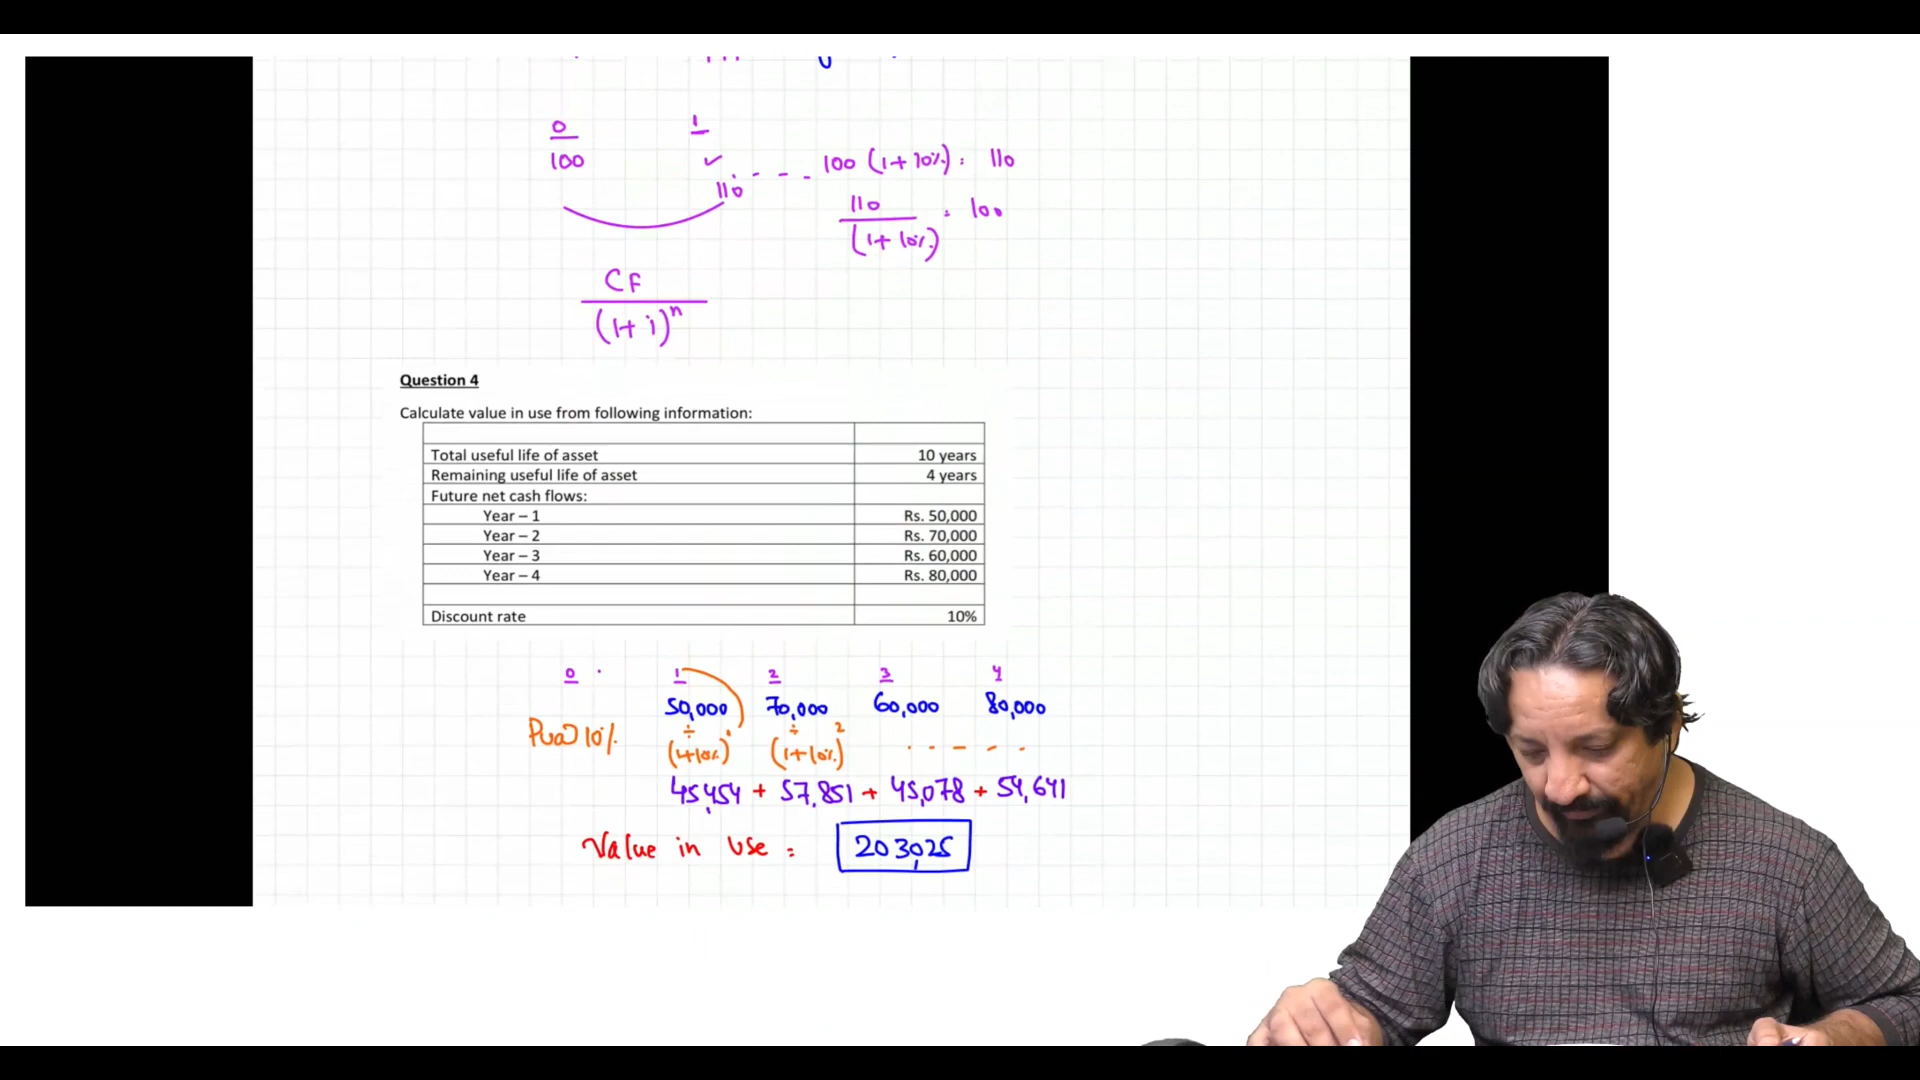 0 1
100 ✓ 100 (1+10%) : 110
110
110 / (1+10%) : 100
CF / (1+i)^n
Question 4
Calculate value in use from following information:
Total useful life of asset 10 years
Remaining useful life of asset 4 years
Future net cash flows:
Year – 1 Rs. 50,000
Year – 2 Rs. 70,000
Year – 3 Rs. 60,000
Year – 4 Rs. 80,000
Discount rate 10%
0 1 2 3 4
50,000 70,000 60,000 80,000
÷ ÷
10% (1+10%) (1+10%)^2 - - - - -
45,454 + 57,851 + 45,078 + 54,641
Value in Use = 203,025